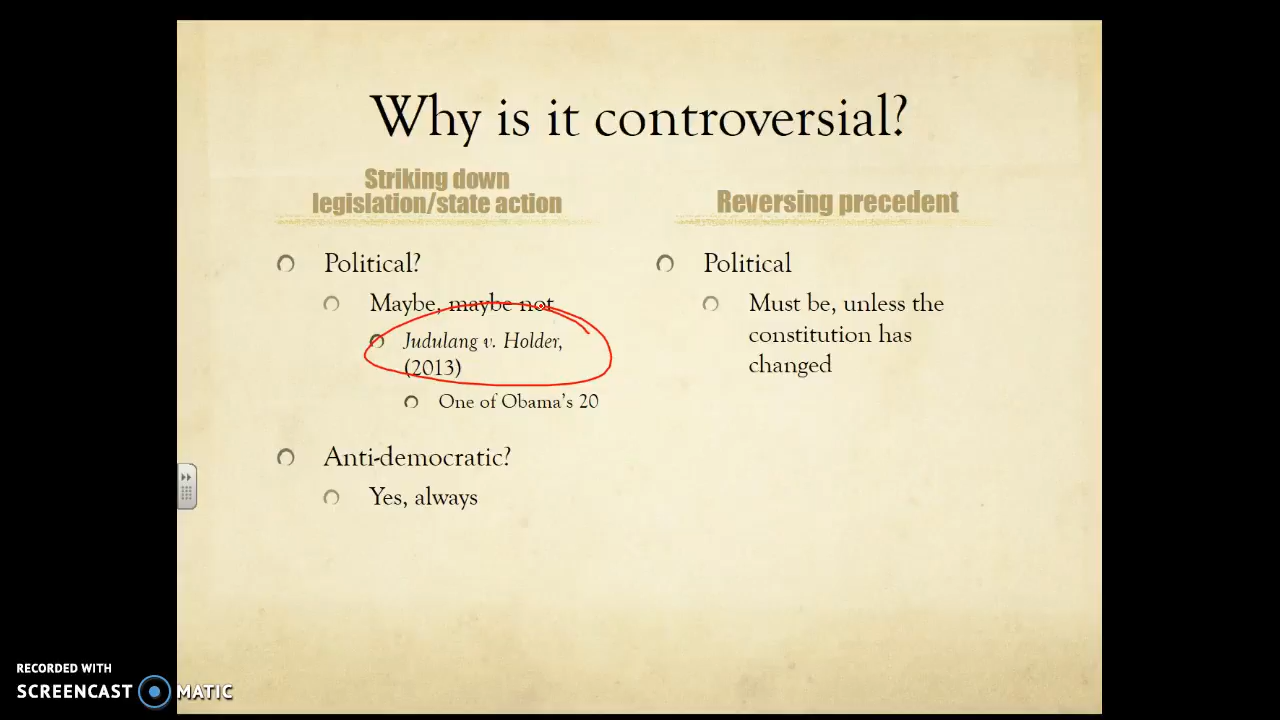 Why is it controversial?
Striking down
legislation/state action
Political?
Maybe, maybe not
Judulang v. Holder,
(2013)
One of Obama's 20
Anti-democratic?
Yes, always
Reversing precedent
Political
Must be, unless the
constitution has
changed
RECORDED WITH
SCREENCAST MATIC